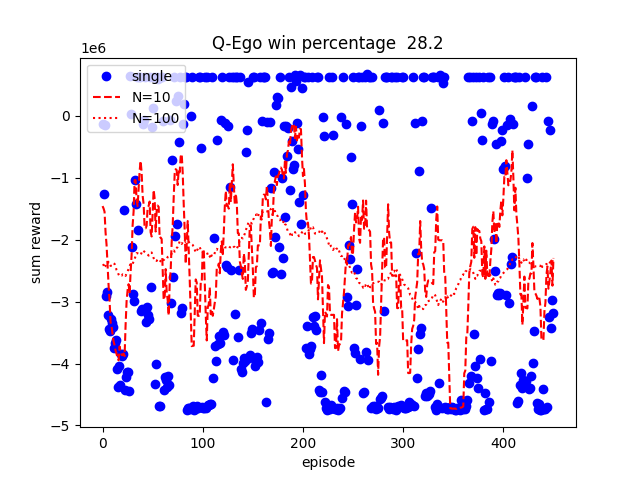 Q-Ego win percentage  28.2
1e6
single
N=10
N=100
0
−1
−2
−3
−4
−5
sum reward
0 100 200 300 400
episode